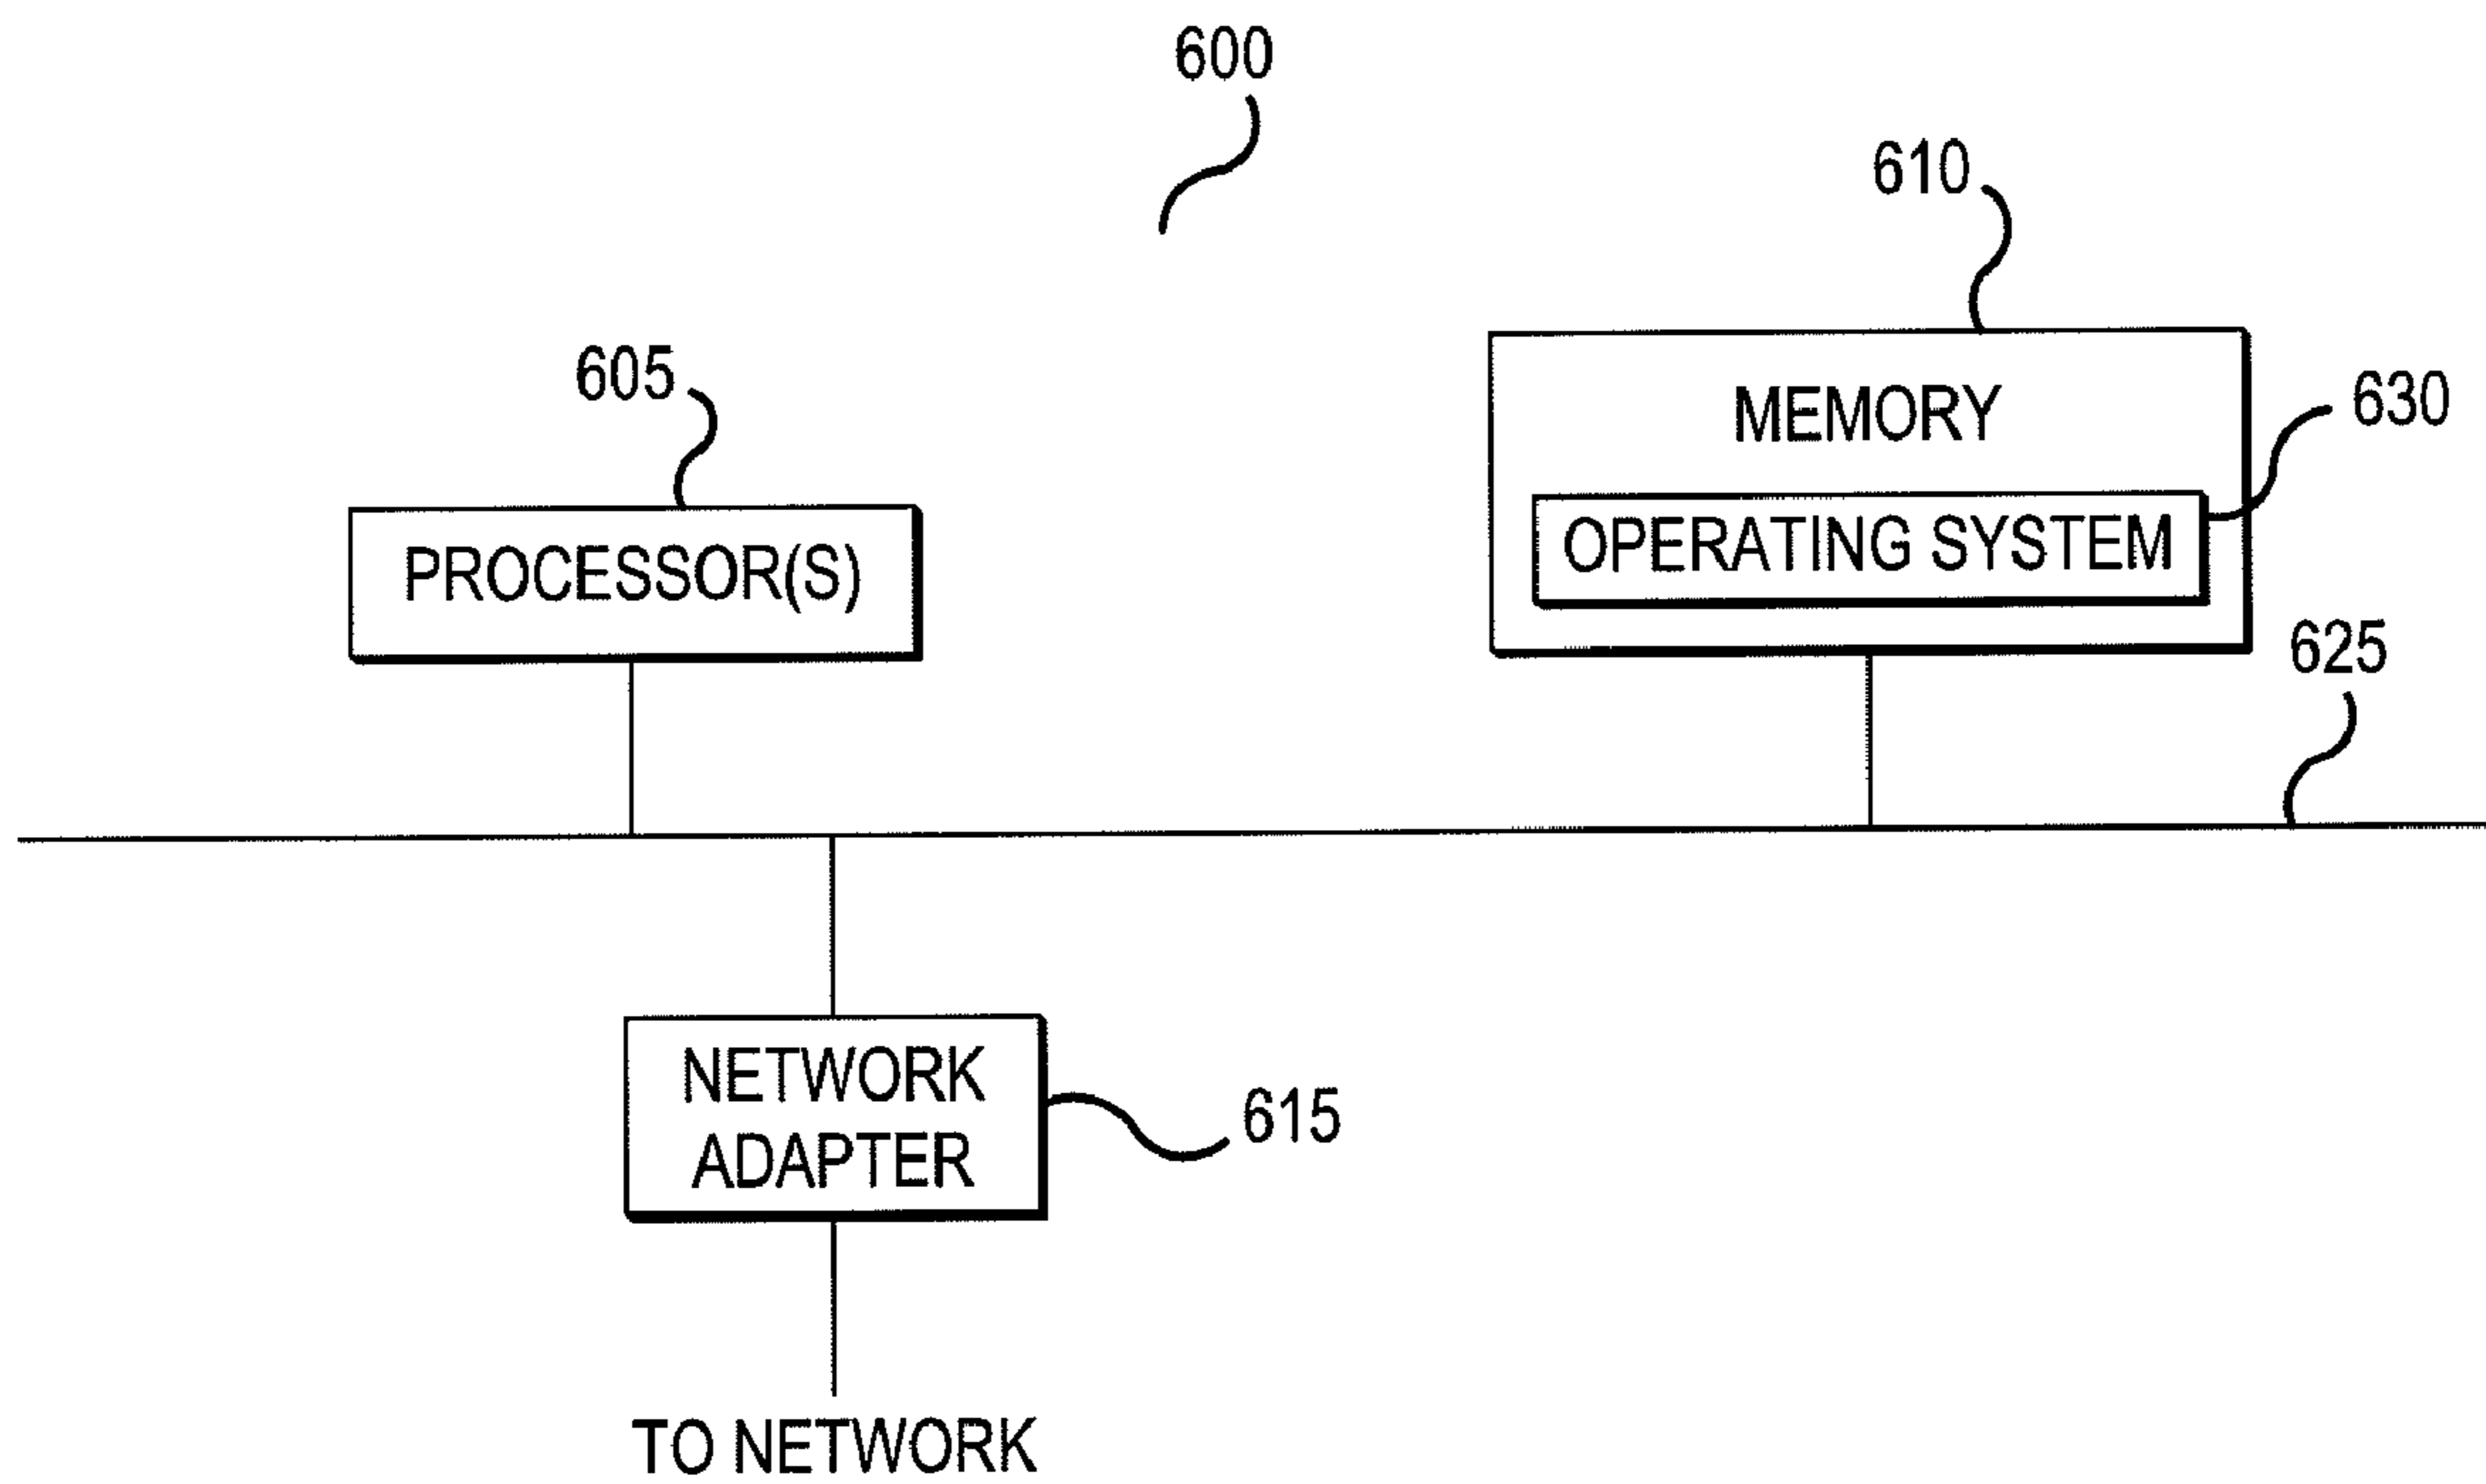 600
610
605
MEMORY
630
PROCESSOR(S)
OPERATING SYSTEM
625
NETWORK
ADAPTER
615
TO NETWORK